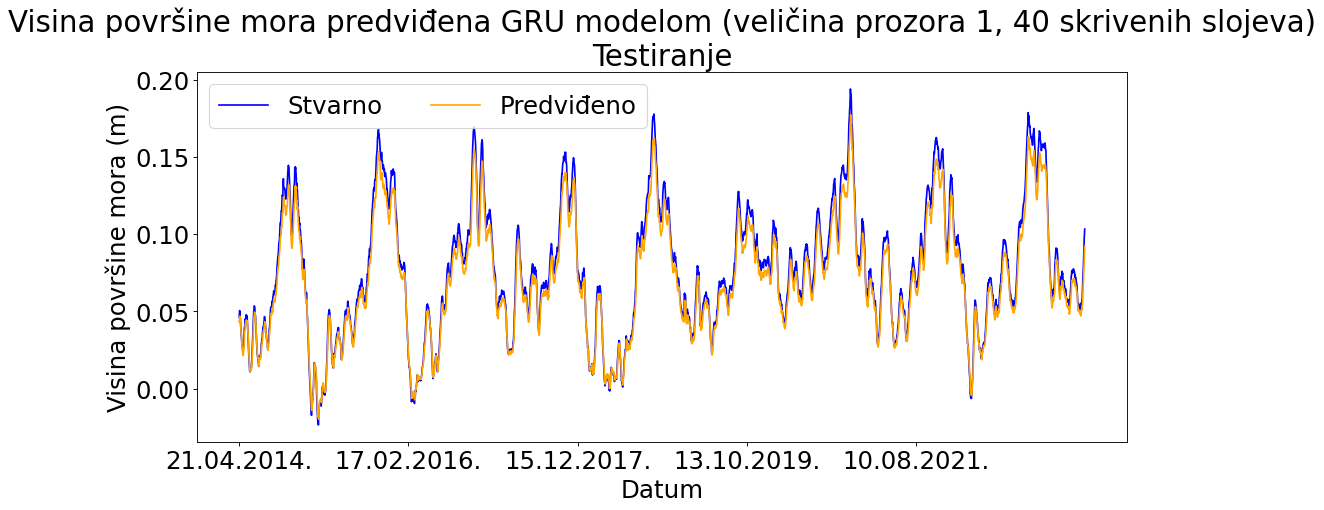 Visina površine mora predviđena GRU modelom (veličina prozora 1, 40 skrivenih slojeva)
Testiranje
Stvarno
Predviđeno
Visina površine mora (m)
0.20
0.15
0.10
0.05
0.00
21.04.2014.
17.02.2016.
15.12.2017.
13.10.2019.
10.08.2021.
Datum